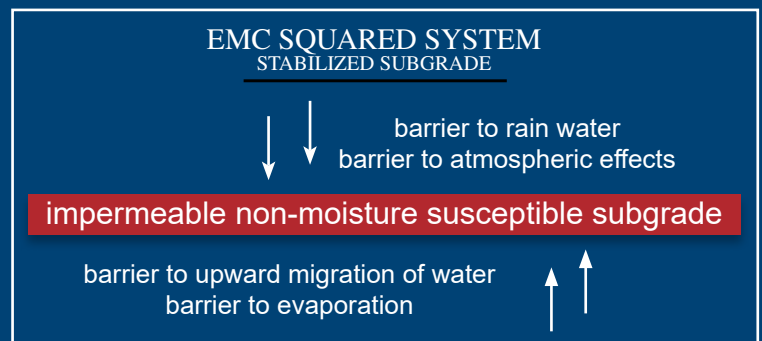 EMC SQUARED SYSTEM
STABILIZED SUBGRADE
barrier to rain water
barrier to atmospheric effects
impermeable non-moisture susceptible subgrade
barrier to upward migration of water
barrier to evaporation